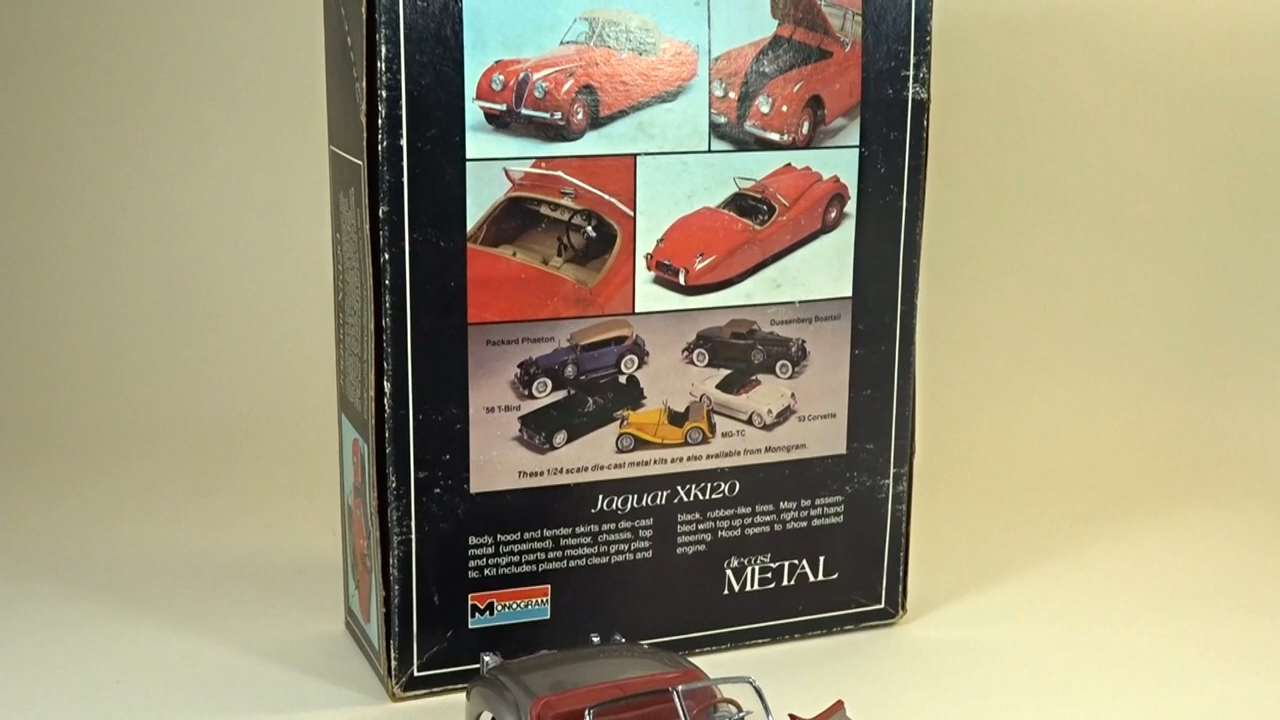 Packard Phaeton
Duesenberg Boattail
'56 T-Bird
'53 Corvette
MG-TC
These 1/24 scale die-cast metal kits are also available from Monogram.
Jaguar XK120
Body, hood and fender skirts are die-cast
metal (unpainted). Interior, chassis, top
and engine parts are molded in gray plas-
tic. Kit includes plated and clear parts and
black, rubber-like tires. May be assem-
bled with top up or down, right or left hand
steering. Hood opens to show detailed
engine.
die-cast
METAL
MONOGRAM